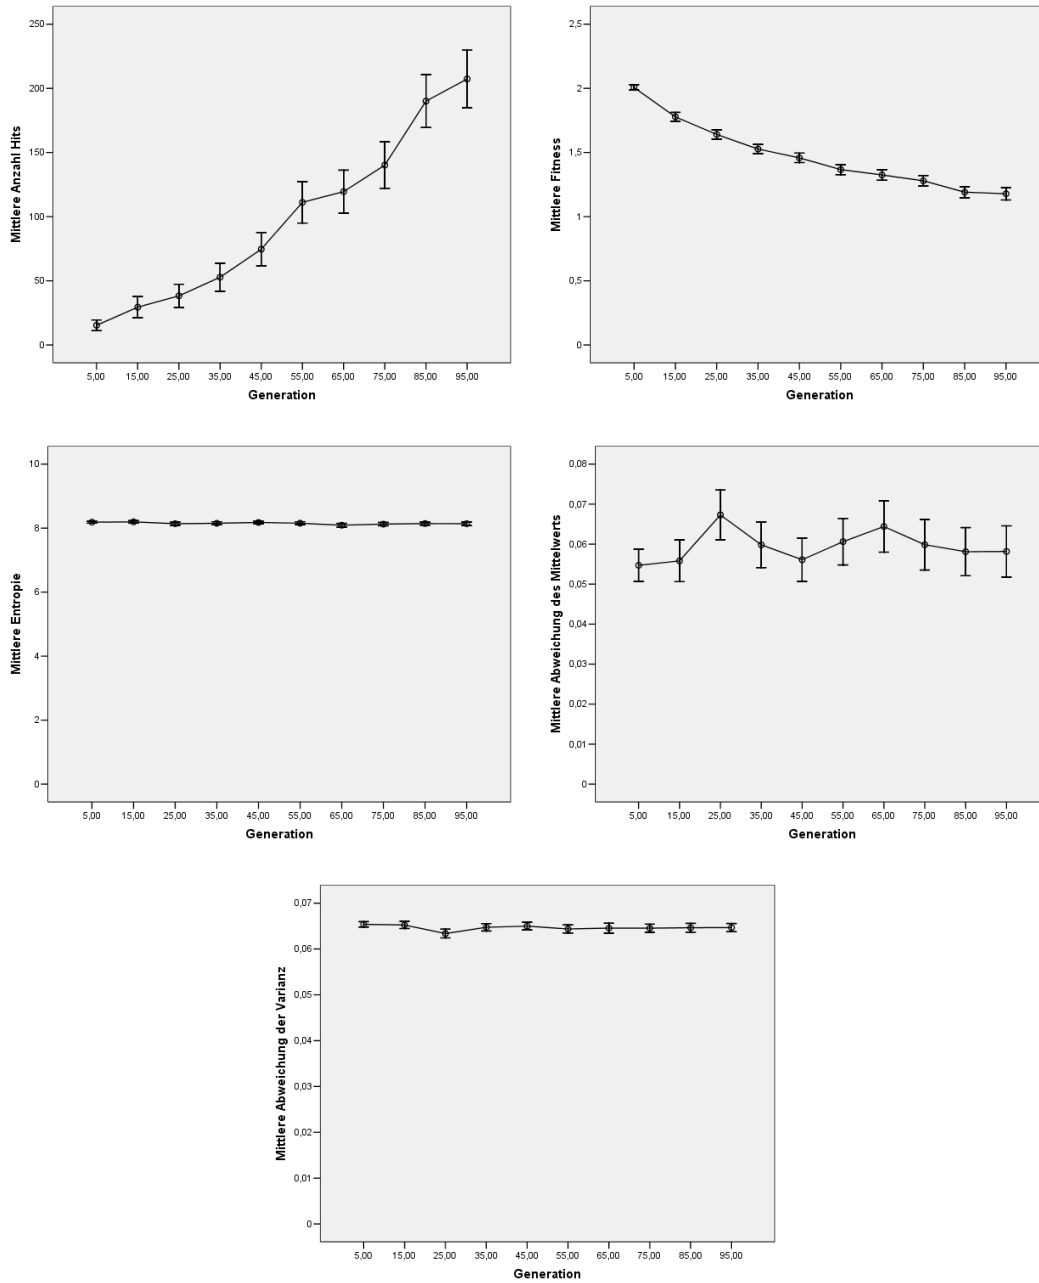 250
200
150
100
50
0
Mittlere Anzahl Hits
5,00 15,00 25,00 35,00 45,00 55,00 65,00 75,00 85,00 95,00
Generation
2,5
2
1,5
1
0,5
0
Mittlere Fitness
5,00 15,00 25,00 35,00 45,00 55,00 65,00 75,00 85,00 95,00
Generation
10
8
6
4
2
0
Mittlere Entropie
5,00 15,00 25,00 35,00 45,00 55,00 65,00 75,00 85,00 95,00
Generation
0,08
0,07
0,06
0,05
0,04
0,03
0,02
0,01
0
Mittlere Abweichung des Mittelwerts
5,00 15,00 25,00 35,00 45,00 55,00 65,00 75,00 85,00 95,00
Generation
0,07
0,06
0,05
0,04
0,03
0,02
0,01
0
Mittlere Abweichung der Varianz
5,00 15,00 25,00 35,00 45,00 55,00 65,00 75,00 85,00 95,00
Generation